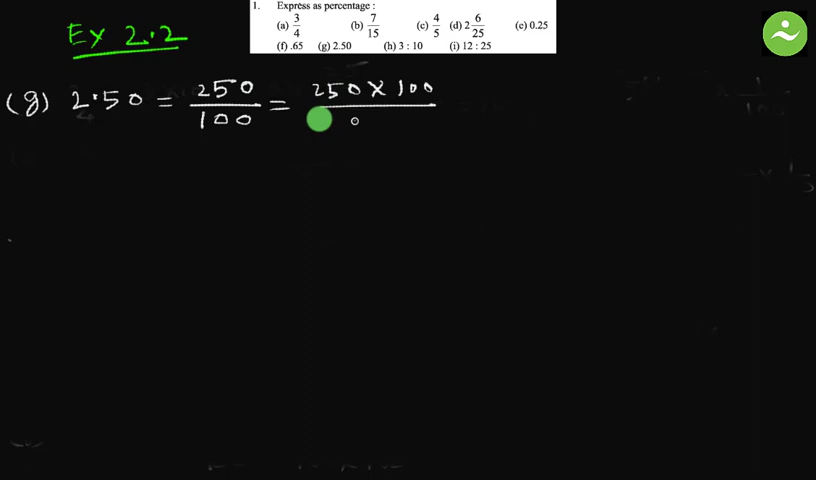 1. Express as percentage :
(a) 3/4 (b) 7/15 (c) 4/5 (d) 2 6/25 (e) 0.25
(f) .65 (g) 2.50 (h) 3 : 10 (i) 12 : 25
Ex 2.2
(g) 2.50 = 250/100 = 250 × 100